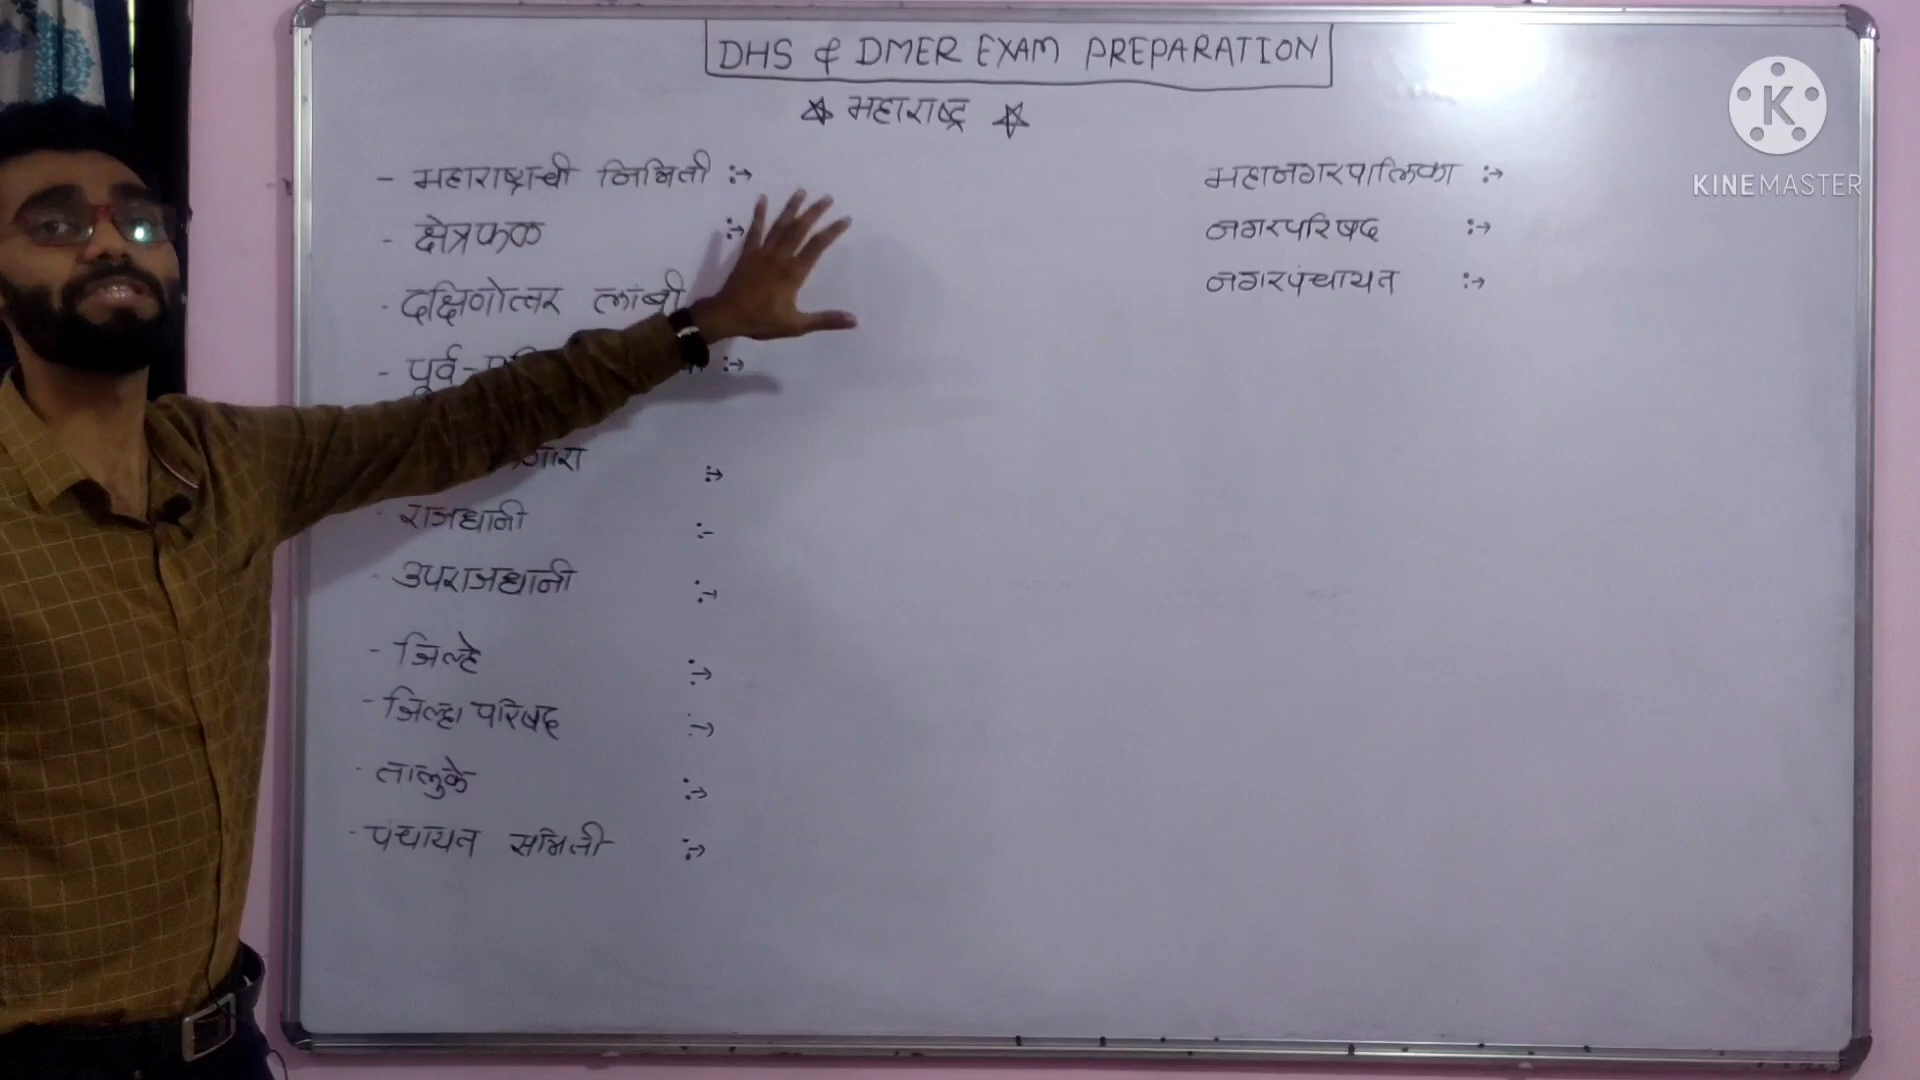 DHS & DMER EXAM PREPARATION
☆ महाराष्ट्र ☆
- महाराष्ट्राची निर्मिती :→
- क्षेत्रफळ :→
- दक्षिणोत्तर लांबी
- पूर्व- :→
:→
- राजधानी :-
- उपराजधानी :→
- जिल्हे :→
- जिल्हा परिषद :→
- तालुके :→
- पंचायत समिती :→
महानगरपालिका :→
नगरपरिषद :→
नगरपंचायत :→
K
KINEMASTER